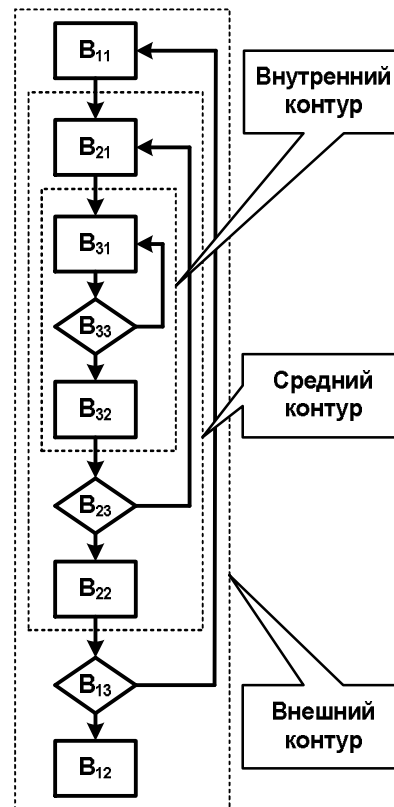 B11
Внутренний
контур
B21
B31
B33
Средний
контур
B32
B23
B22
B13
Внешний
контур
B12